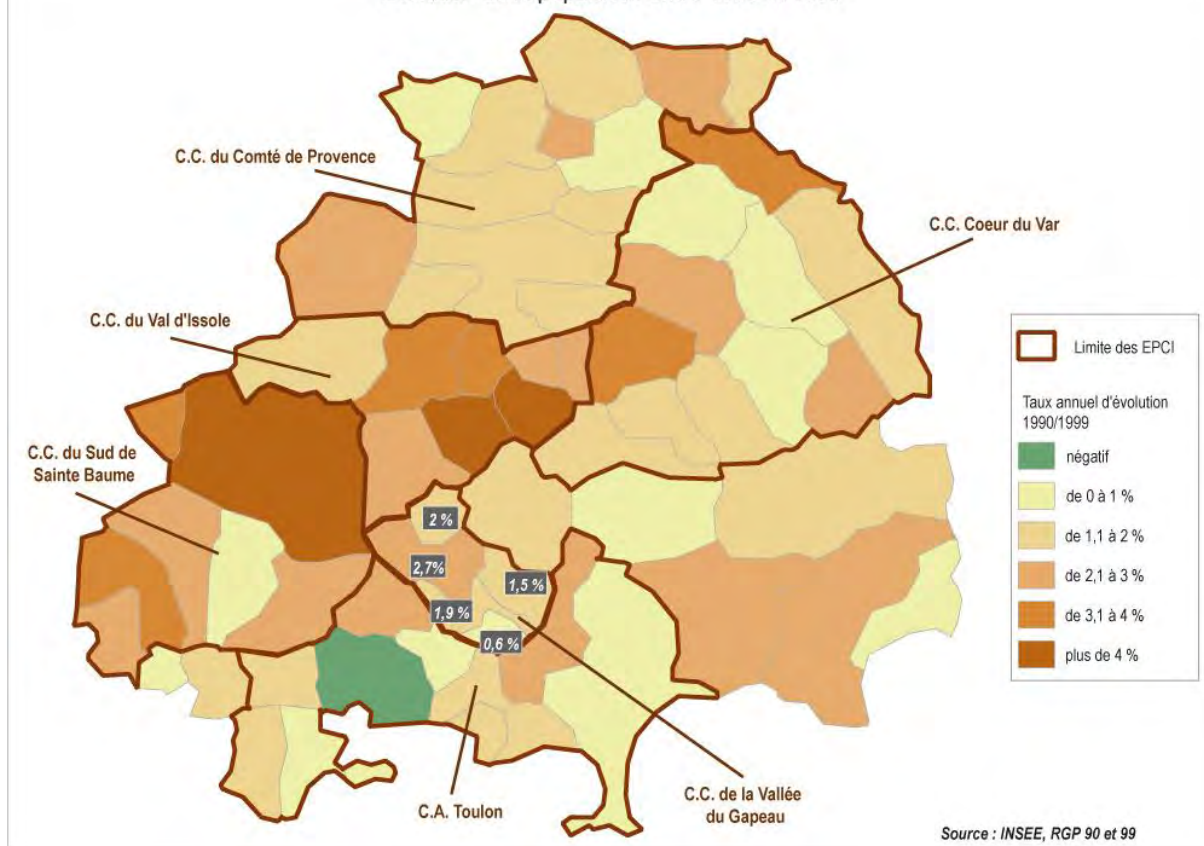 C.C. du Comté de Provence
C.C. Coeur du Var
C.C. du Val d'Issole
C.C. du Sud de
Sainte Baume
2 %
2,7%
1,5 %
1,9 %
0,6 %
C.A. Toulon
C.C. de la Vallée
du Gapeau
Limite des EPCI
Taux annuel d'évolution
1990/1999
négatif
de 0 à 1 %
de 1,1 à 2 %
de 2,1 à 3 %
de 3,1 à 4 %
plus de 4 %
Source : INSEE, RGP 90 et 99